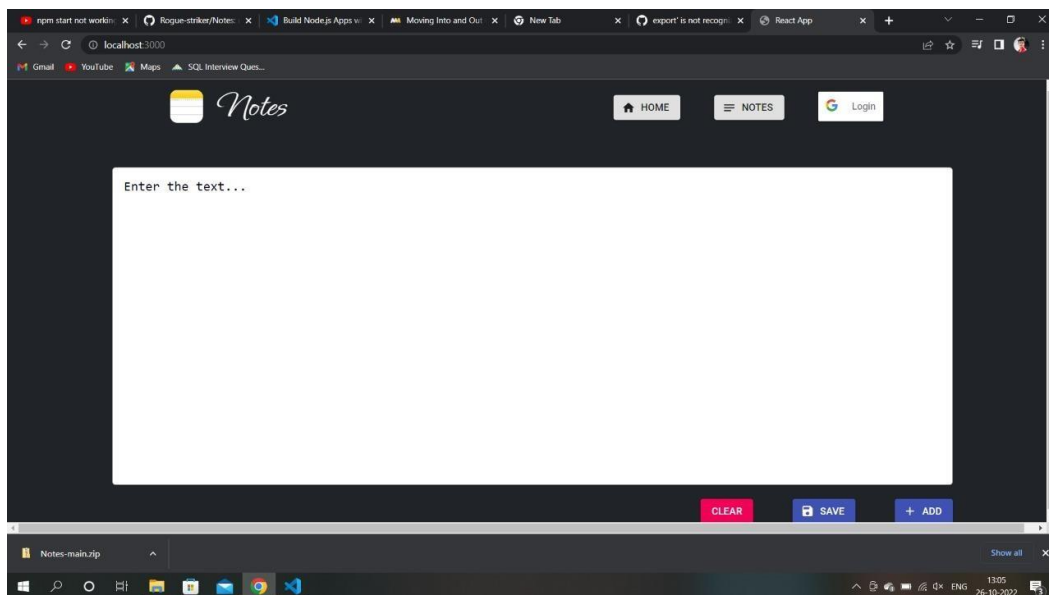 npm start not workin
Rogue-striker/Notes:
Build Node.js Apps w
Moving Into and Out
New Tab
export' is not recogni
React App
localhost:3000
Gmail
YouTube
Maps
SQL Interview Ques...
Notes
HOME
NOTES
Login
Enter the text...
CLEAR
SAVE
+ ADD
Notes-main.zip
Show all
ENG
13:05
26-10-2022